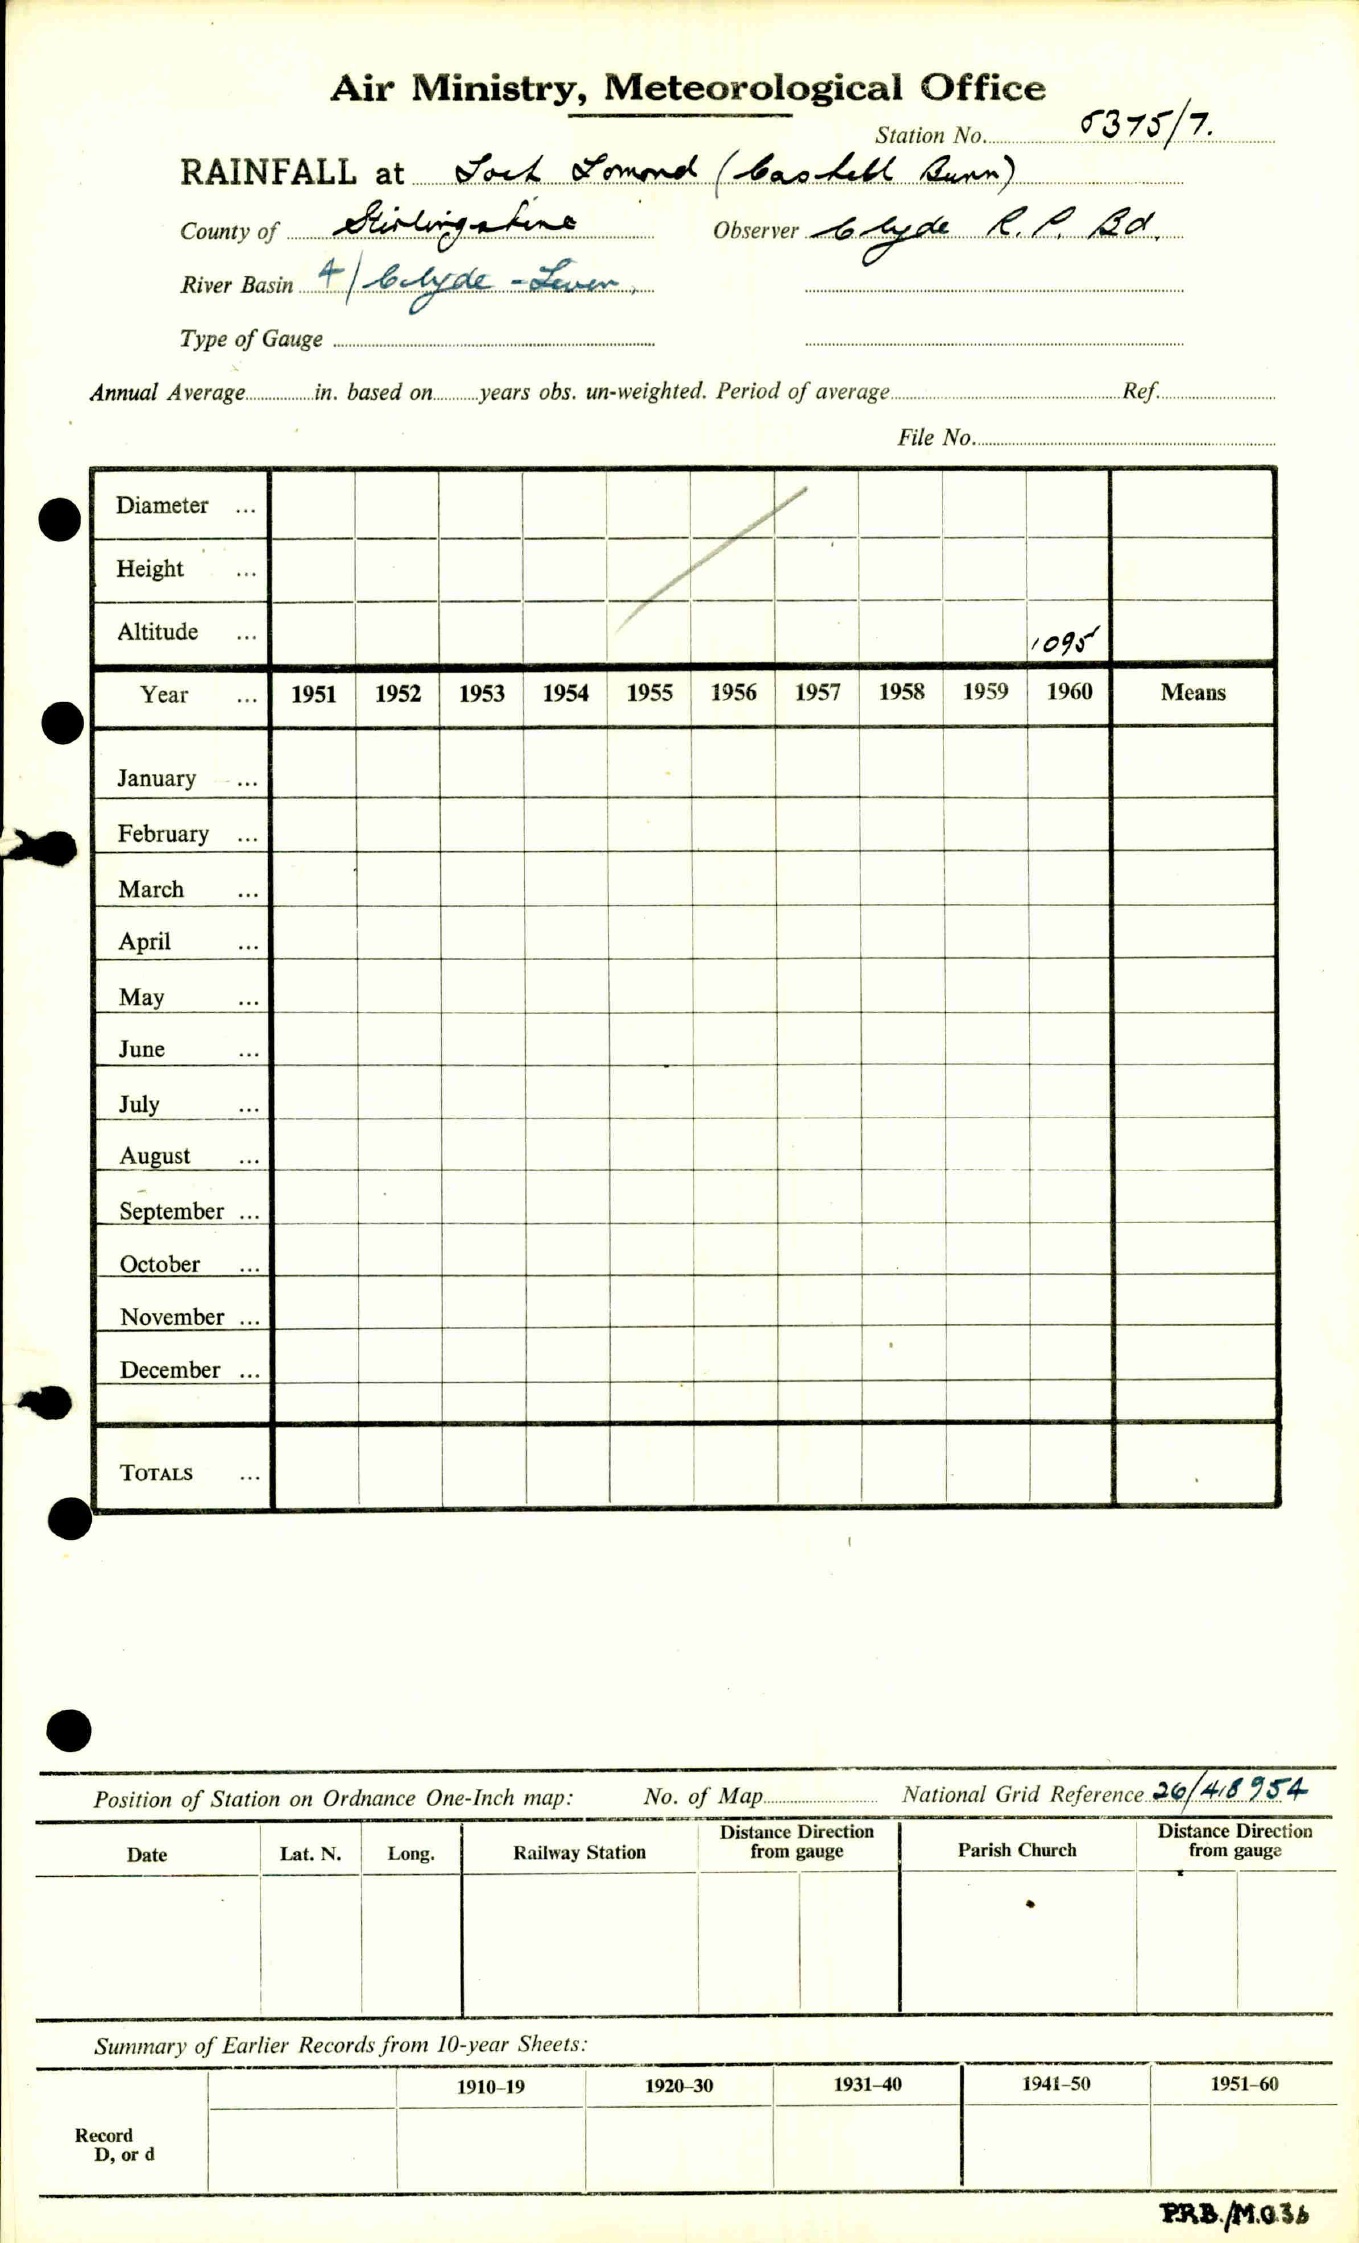 Air Ministry, Meteorological Office
Station No. 5375/7.
RAINFALL at Loch Lomond (Cashell Burn)
County of Stirlingshire Observer Clyde R. P. Bd.
River Basin 4/Clyde-Leven,
Type of Gauge
Annual Average in. based on years obs. un-weighted. Period of average Ref.
File No.
Diameter ...
Height ...
Altitude ... 1095
Year ... 1951 1952 1953 1954 1955 1956 1957 1958 1959 1960 Means
January ...
February ...
March ...
April ...
May ...
June ...
July ...
August ...
September ...
October ...
November ...
December ...
TOTALS ...
Position of Station on Ordnance One-Inch map: No. of Map National Grid Reference 26/418954
Date Lat. N. Long. Railway Station Distance Direction from gauge Parish Church Distance Direction from gauge
Summary of Earlier Records from 10-year Sheets:
1910–19 1920–30 1931–40 1941–50 1951–60
Record
D, or d
P.R.B./M.O.3b